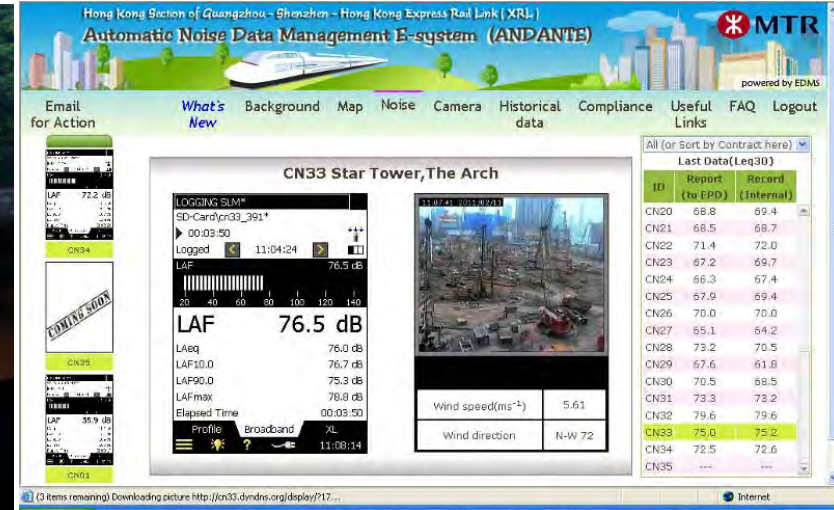 Hong Kong Section of Guangzhou - Shenzhen - Hong Kong Express Rail Link ( XRL )
Automatic Noise Data Management E-system (ANDANTE)
MTR
powered by EDMS
Email for Action
What's New
Background
Map
Noise
Camera
Historical data
Compliance
Useful Links
FAQ
Logout
LAF 72.2 dB
CN34
COMING SOON
CN35
LAF 55.9 dB
CN01
CN33 Star Tower,The Arch
LOGGING SLM*
SD-Card\cn33_391*
00:03:50
Logged < 11:04:24 >
LAF 76.5 dB
20 40 60 80 100 120 140
LAF 76.5 dB
LAeq 76.0 dB
LAF10.0 76.7 dB
LAF90.0 75.3 dB
LAFmax 78.8 dB
Elapsed Time 00:03:50
Profile Broadband XL
? 11:08:14
11:07:41 2011/02/11
Wind speed(ms⁻¹) 5.61
Wind direction N-W 72
All (or Sort by Contract here)
Last Data(Leq30)
ID Report (to EPD) Record (Internal)
CN20 68.8 69.4
CN21 68.5 68.7
CN22 71.4 72.0
CN23 67.2 69.7
CN24 66.3 67.4
CN25 67.9 69.4
CN26 70.0 70.0
CN27 65.1 64.2
CN28 73.2 70.5
CN29 67.6 61.8
CN30 70.5 68.5
CN31 73.3 73.2
CN32 79.6 79.6
CN33 75.0 75.2
CN34 72.5 72.6
CN35 --- ---
(3 items remaining) Downloading picture http://cn33.dyndns.org/display/?17...
Internet